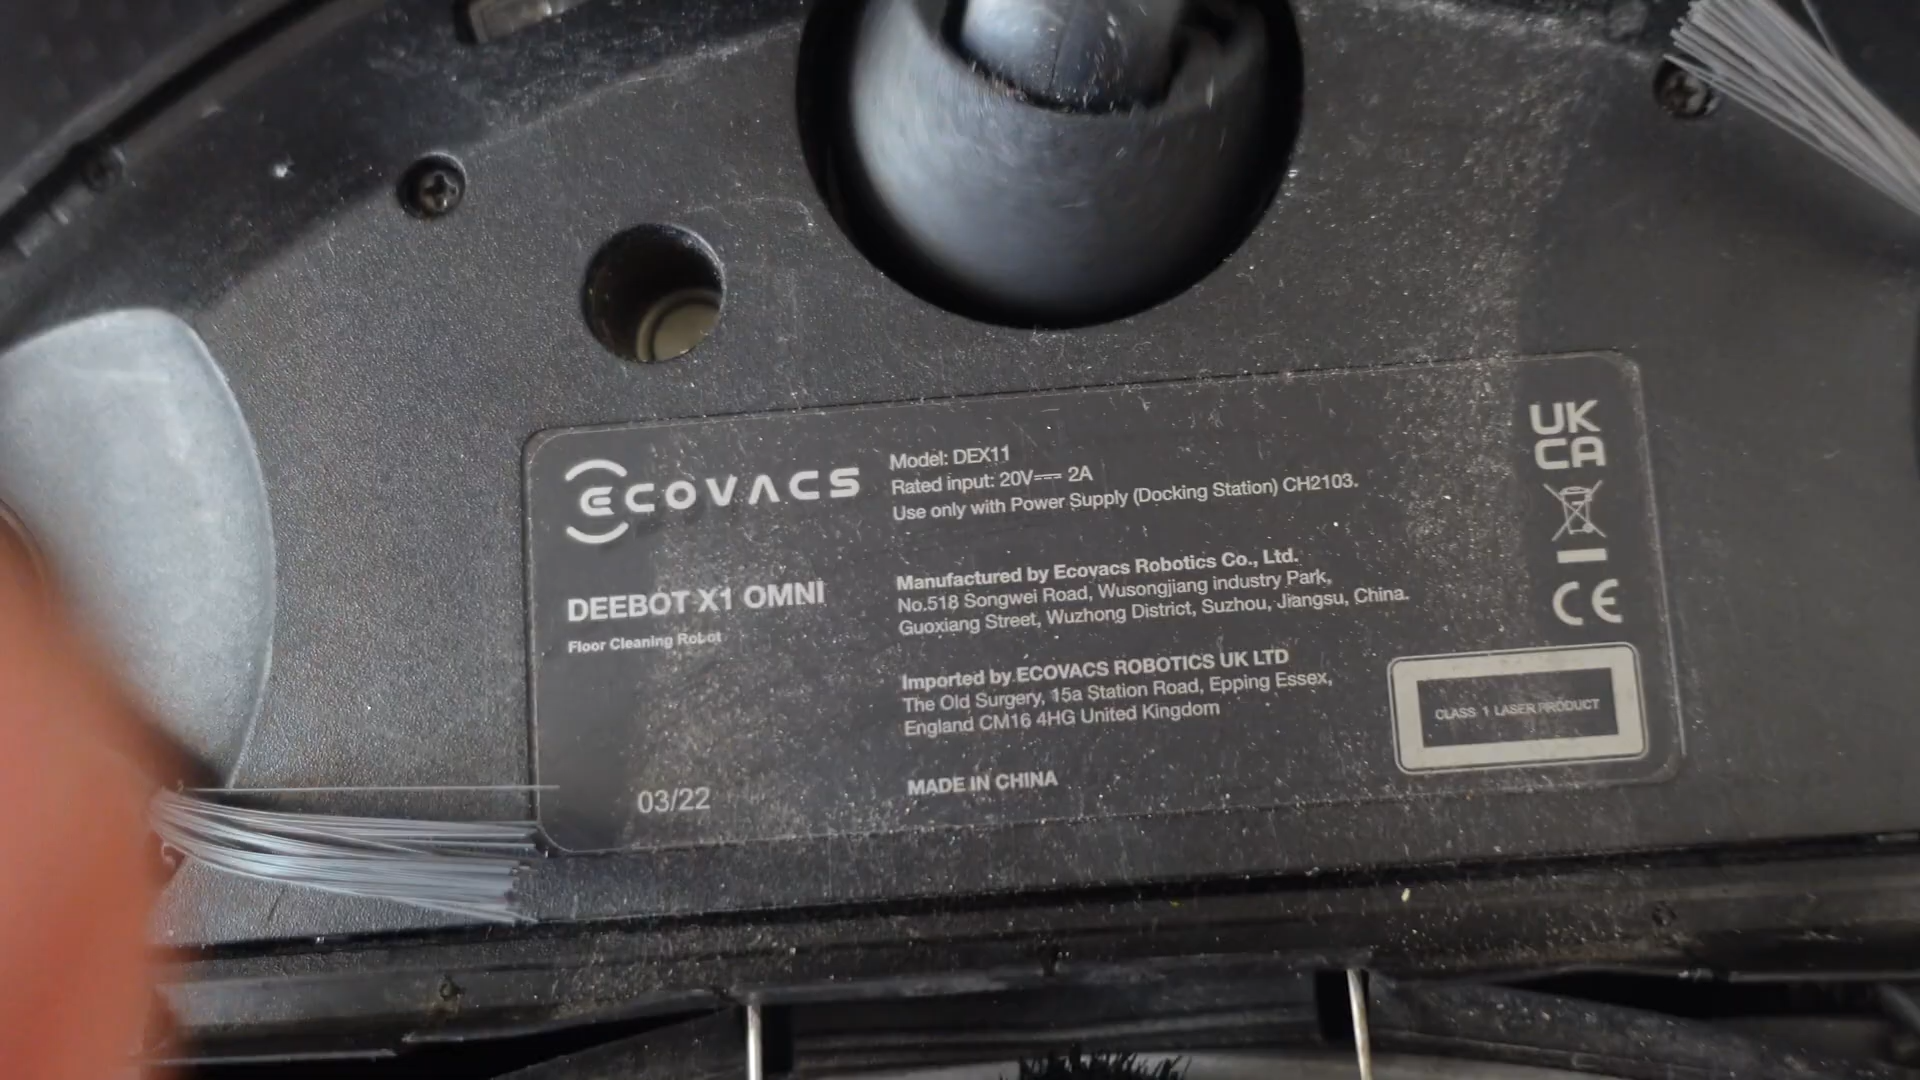 ECOVACS
DEEBOT X1 OMNI
Floor Cleaning Robot
03/22
Model: DEX11
Rated input: 20V⎓ 2A
Use only with Power Supply (Docking Station) CH2103.
Manufactured by Ecovacs Robotics Co., Ltd.
No.518 Songwei Road, Wusongjiang industry Park,
Guoxiang Street, Wuzhong District, Suzhou, Jiangsu, China.
Imported by ECOVACS ROBOTICS UK LTD
The Old Surgery, 15a Station Road, Epping Essex,
England CM16 4HG United Kingdom
MADE IN CHINA
UK
CA
CE
CLASS 1 LASER PRODUCT